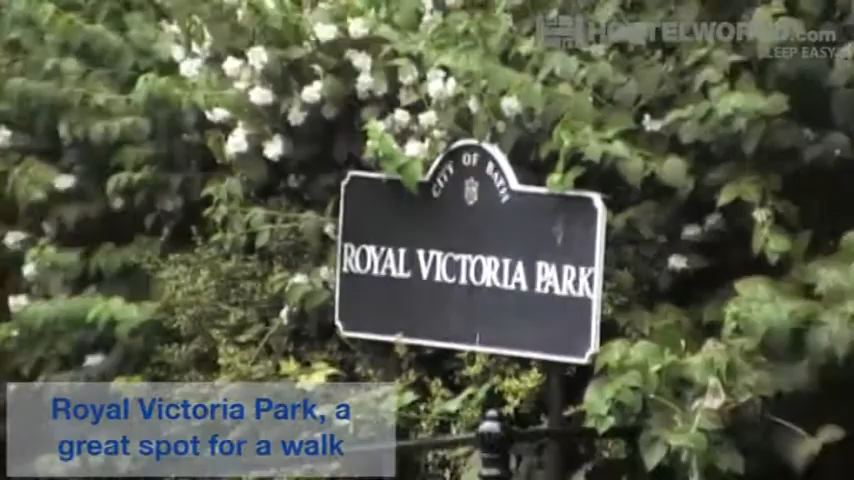 HOSTELWORLD.com
SLEEP EASY
CITY OF BATH
ROYAL VICTORIA PARK
Royal Victoria Park, a
great spot for a walk